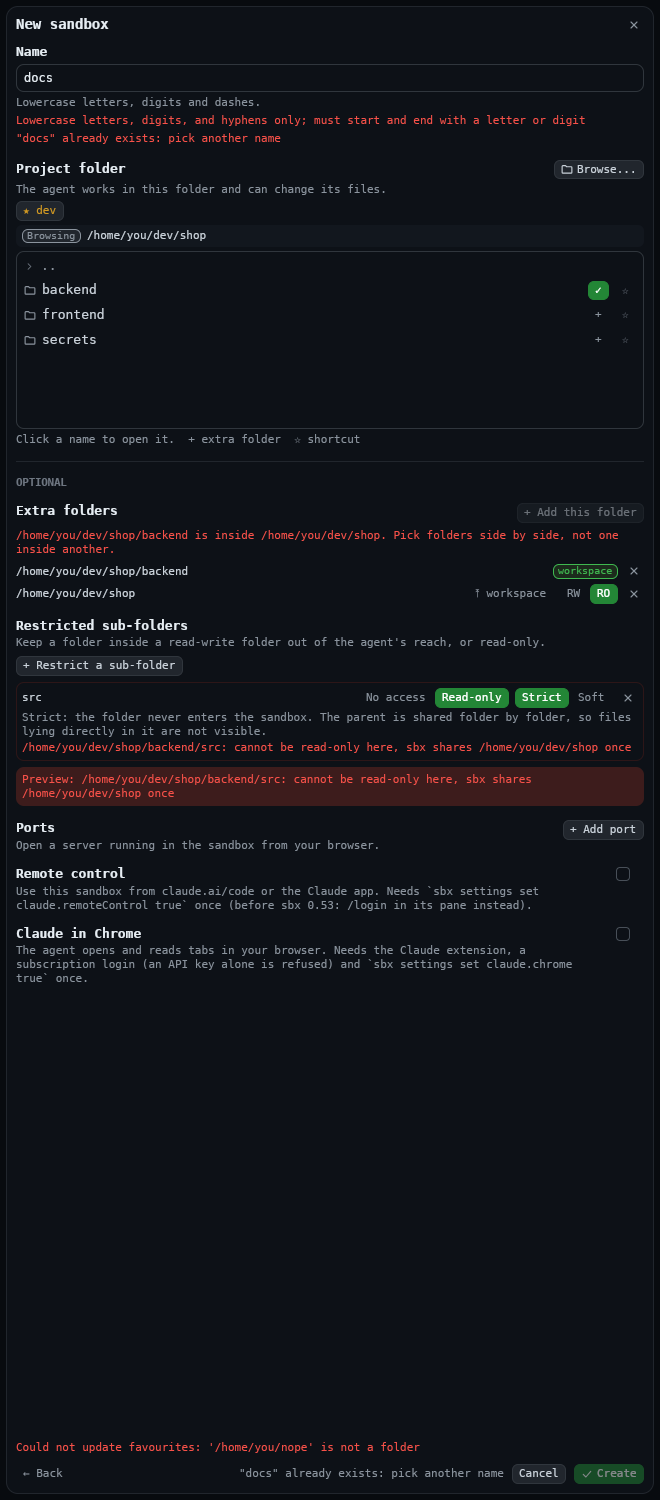 New sandbox ×
Name
docs
Lowercase letters, digits and dashes.
Lowercase letters, digits, and hyphens only; must start and end with a letter or digit
"docs" already exists: pick another name
Project folder Browse...
The agent works in this folder and can change its files.
★ dev
Browsing /home/you/dev/shop
› ..
backend ✓ ☆
frontend + ☆
secrets + ☆
Click a name to open it. + extra folder ☆ shortcut
OPTIONAL
Extra folders + Add this folder
/home/you/dev/shop/backend is inside /home/you/dev/shop. Pick folders side by side, not one
inside another.
/home/you/dev/shop/backend workspace ×
/home/you/dev/shop ⤒ workspace RW RO ×
Restricted sub-folders
Keep a folder inside a read-write folder out of the agent's reach, or read-only.
+ Restrict a sub-folder
src No access Read-only Strict Soft ×
Strict: the folder never enters the sandbox. The parent is shared folder by folder, so files
lying directly in it are not visible.
/home/you/dev/shop/backend/src: cannot be read-only here, sbx shares /home/you/dev/shop once
Preview: /home/you/dev/shop/backend/src: cannot be read-only here, sbx shares
/home/you/dev/shop once
Ports + Add port
Open a server running in the sandbox from your browser.
Remote control
Use this sandbox from claude.ai/code or the Claude app. Needs `sbx settings set
claude.remoteControl true` once (before sbx 0.53: /login in its pane instead).
Claude in Chrome
The agent opens and reads tabs in your browser. Needs the Claude extension, a
subscription login (an API key alone is refused) and `sbx settings set claude.chrome
true` once.
Could not update favourites: '/home/you/nope' is not a folder
← Back "docs" already exists: pick another name Cancel ✓ Create